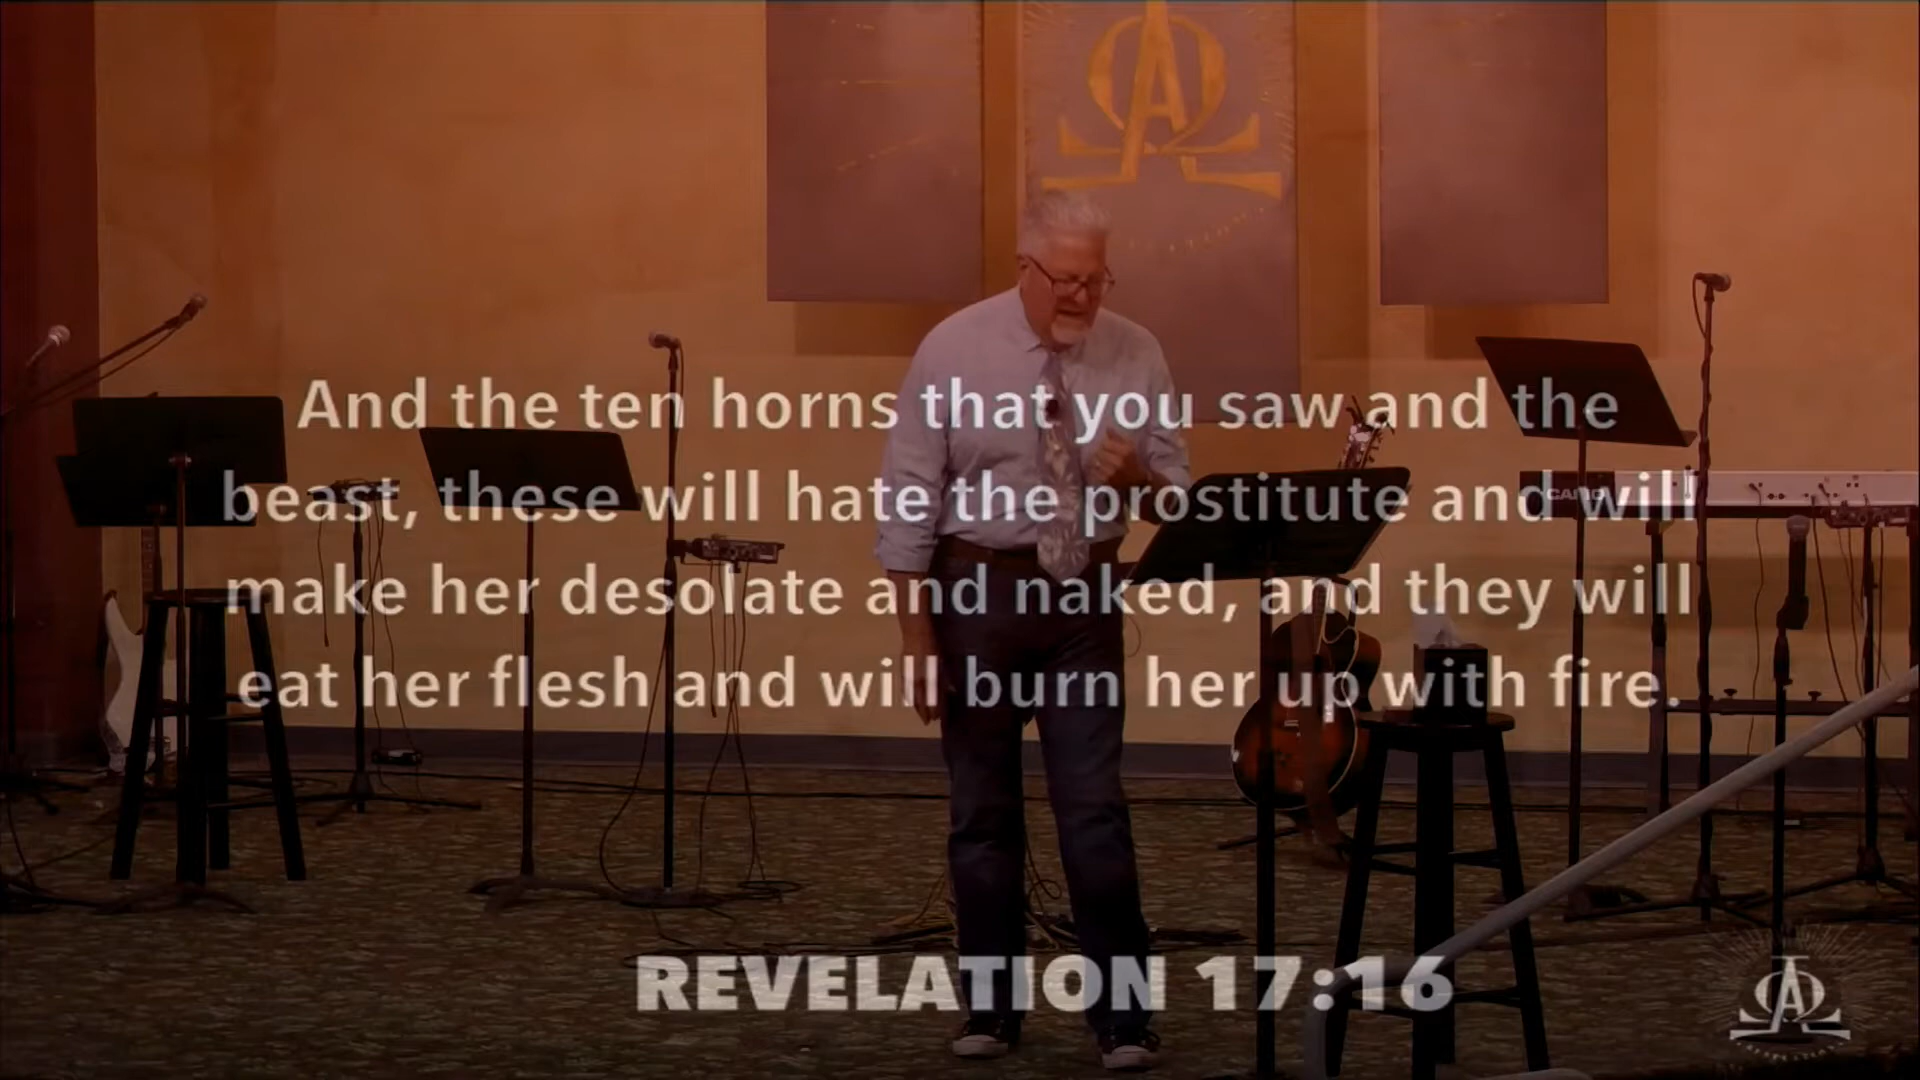 And the ten horns that you saw and the
beast, these will hate the prostitute and will
make her desolate and naked, and they will
eat her flesh and will burn her up with fire.
REVELATION 17:16
CASIO